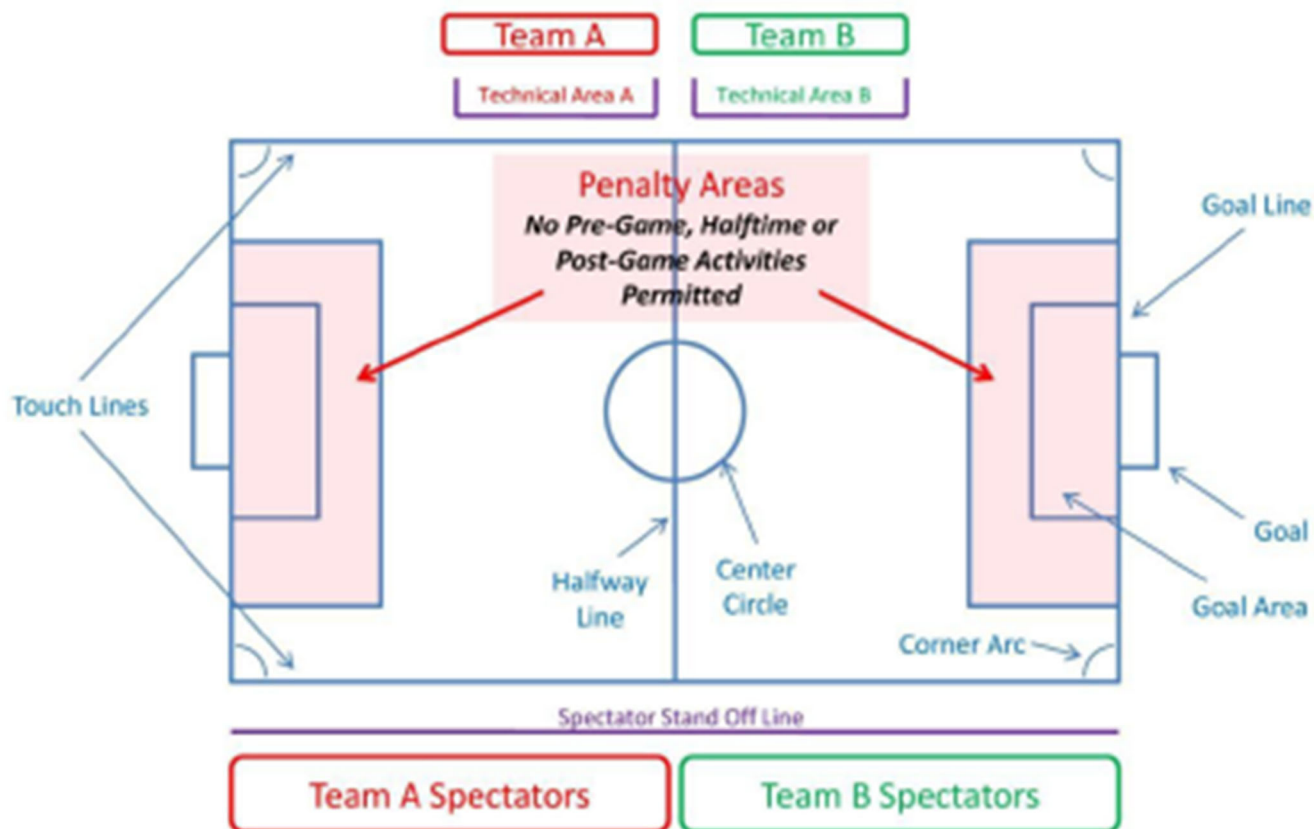 Team A
Team B
Technical Area A
Technical Area B
Penalty Areas
No Pre-Game, Halftime or
Post-Game Activities
Permitted
Goal Line
Touch Lines
Halfway
Line
Center
Circle
Goal
Goal Area
Corner Arc
Spectator Stand Off Line
Team A Spectators
Team B Spectators